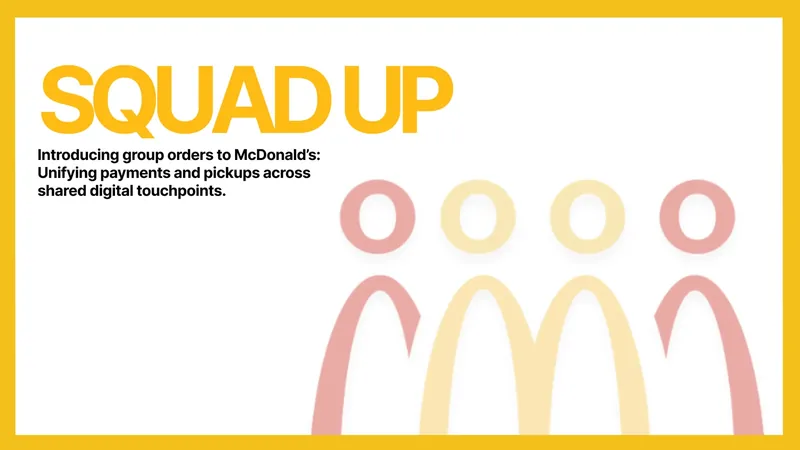 SQUAD UP
Introducing group orders to McDonald’s:
Unifying payments and pickups across
shared digital touchpoints.